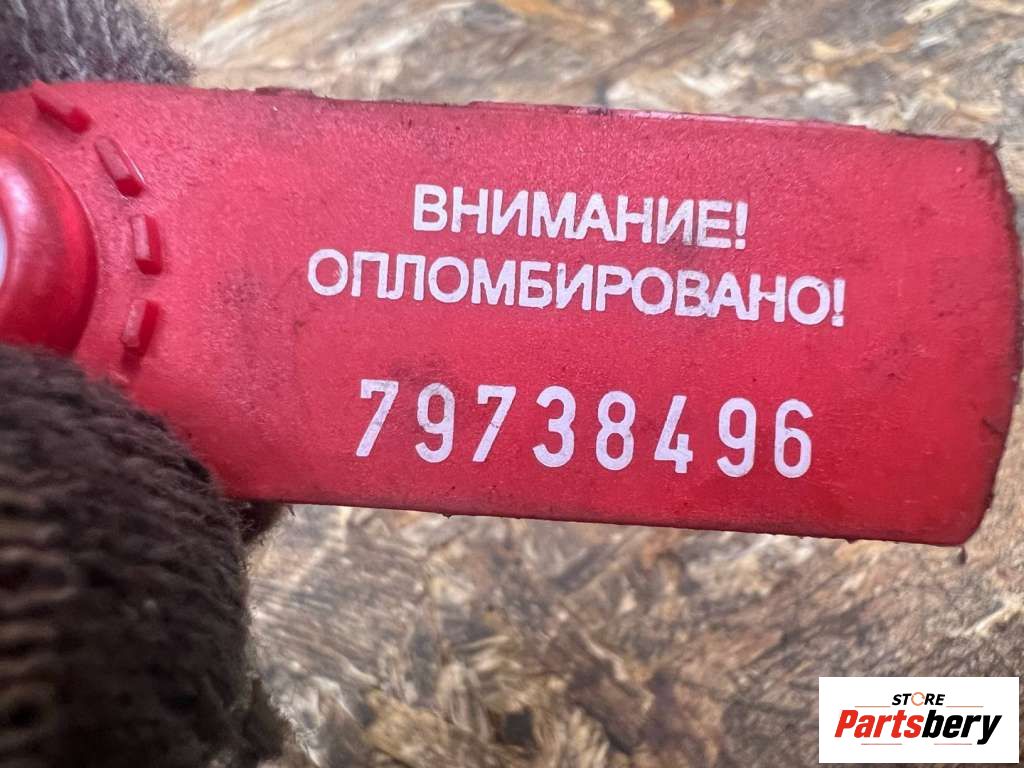 ВНИМАНИЕ!
ОПЛОМБИРОВАНО!
79738496
STORE
Partsbery